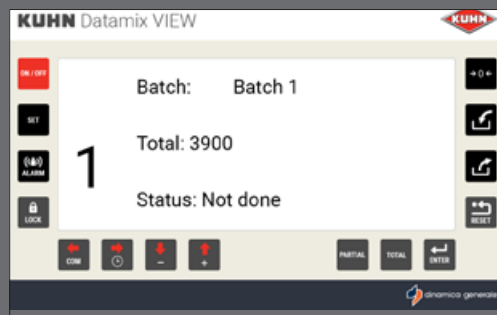 KUHN Datamix VIEW
KUHN
ON / OFF
→0←
Batch: Batch 1
SET
Total: 3900
1
ALARM
Status: Not done
LOCK
RESET
COM
-
+
PARTIAL
TOTAL
ENTER
dinamica generale